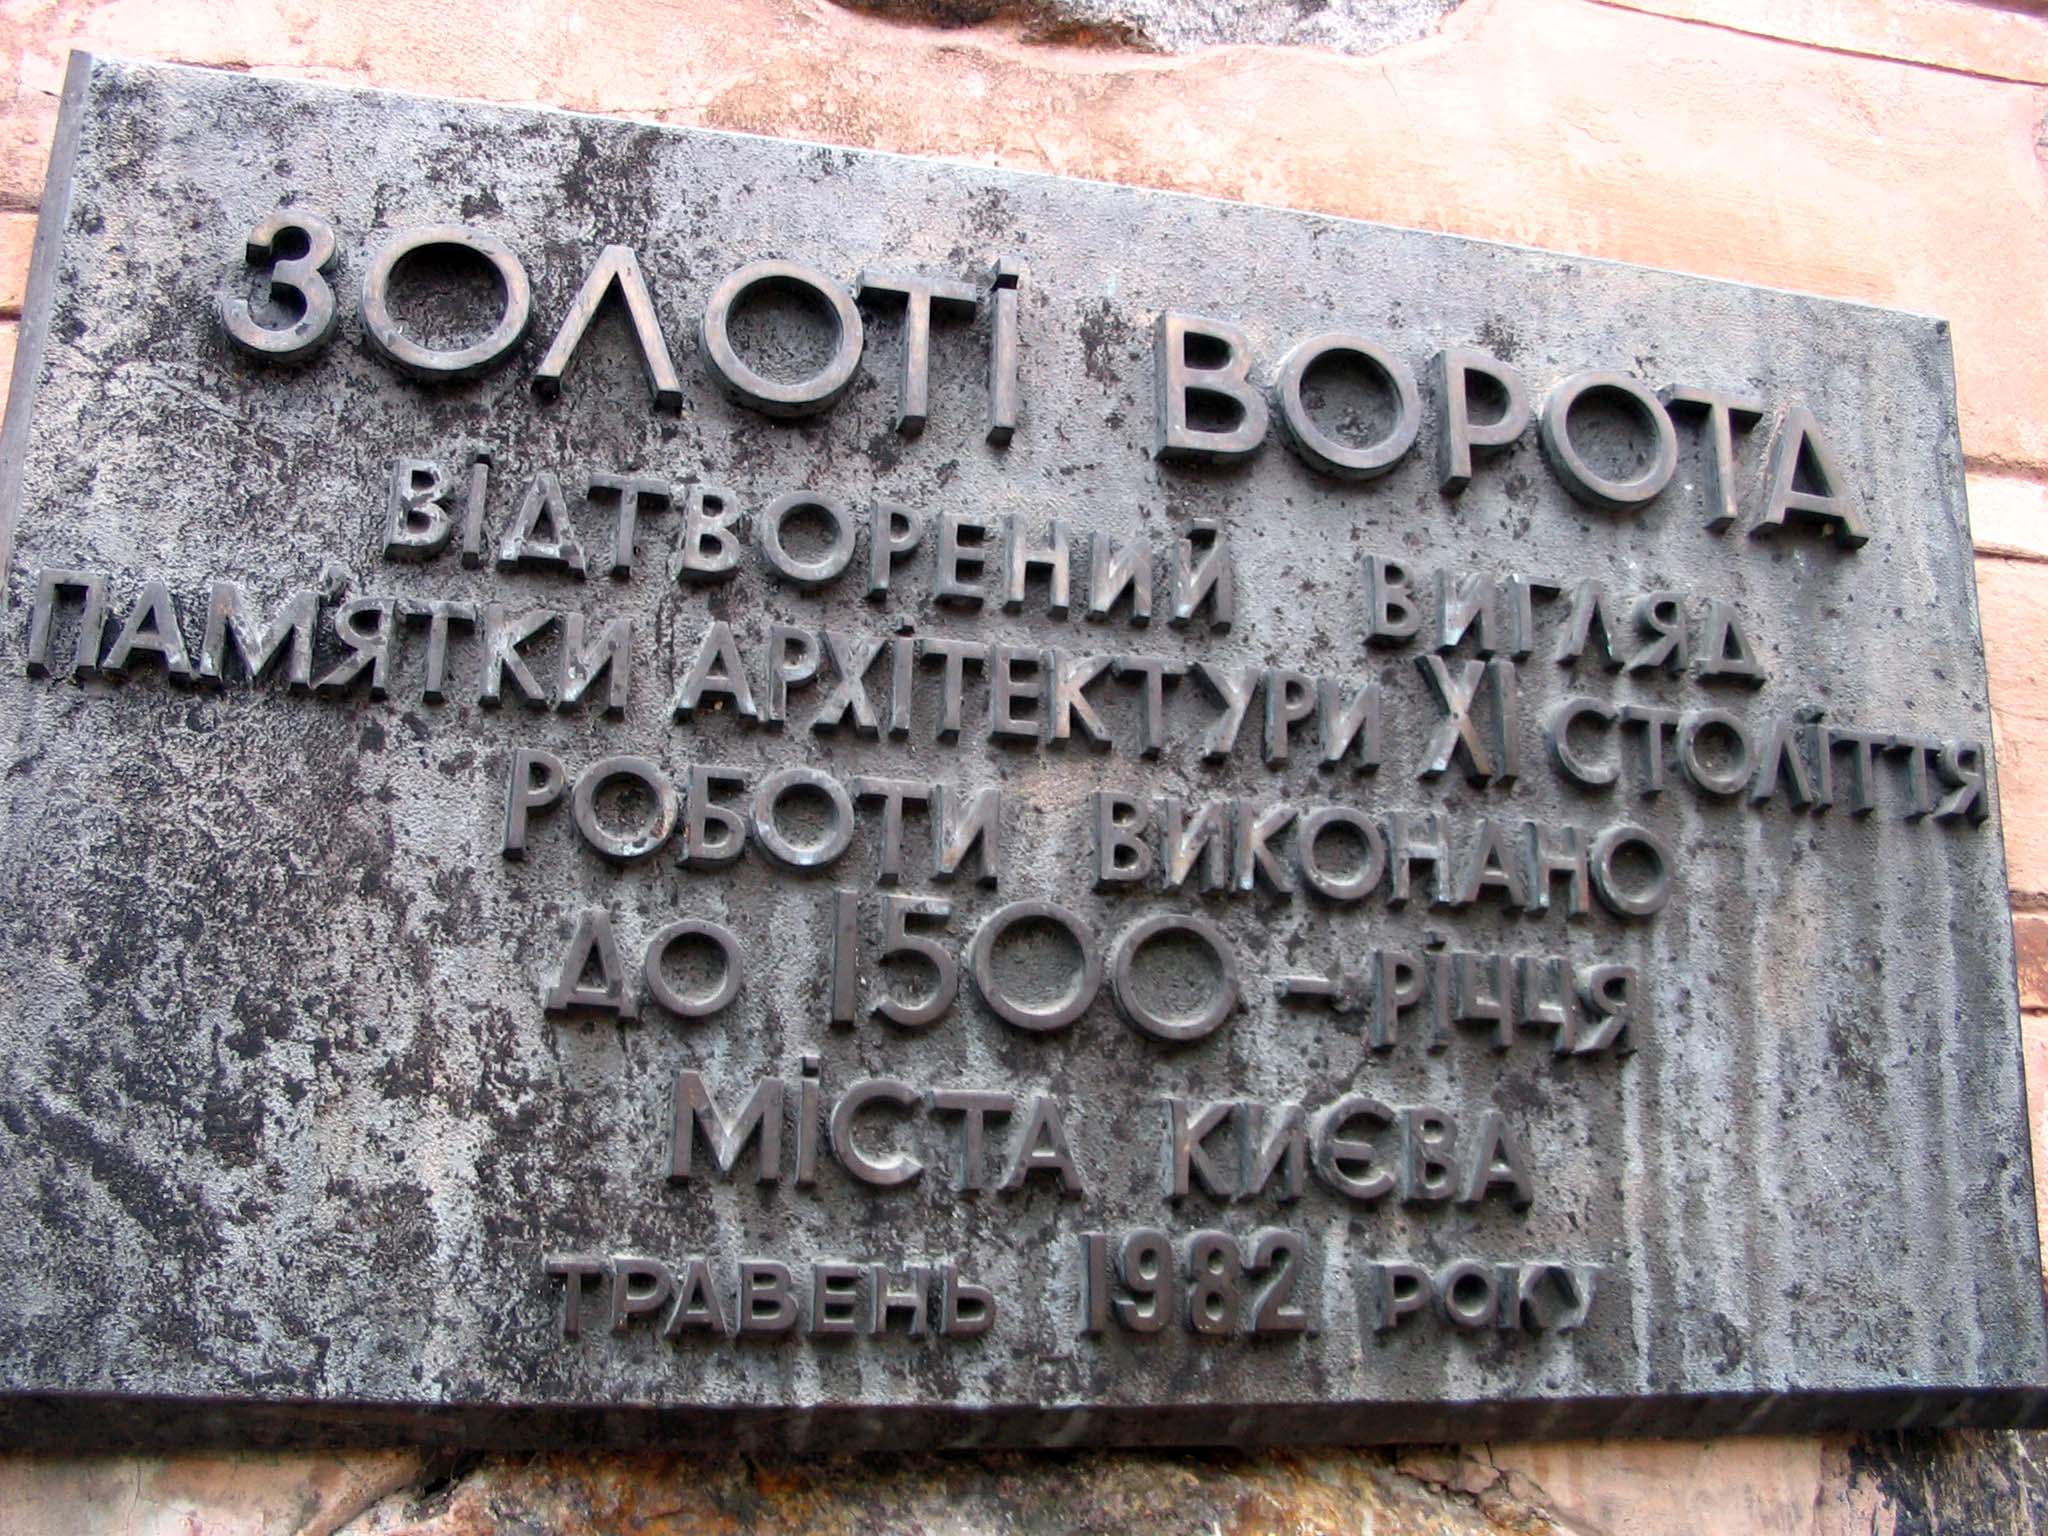 ЗОЛОТІ ВОРОТА
ВІДТВОРЕНИЙ ВИГЛЯД
ПАМ'ЯТКИ АРХІТЕКТУРИ XI СТОЛІТТЯ
РОБОТИ ВИКОНАНО
ДО 1500-РІЧЧЯ
МІСТА КИЄВА
ТРАВЕНЬ 1982 РОКУ